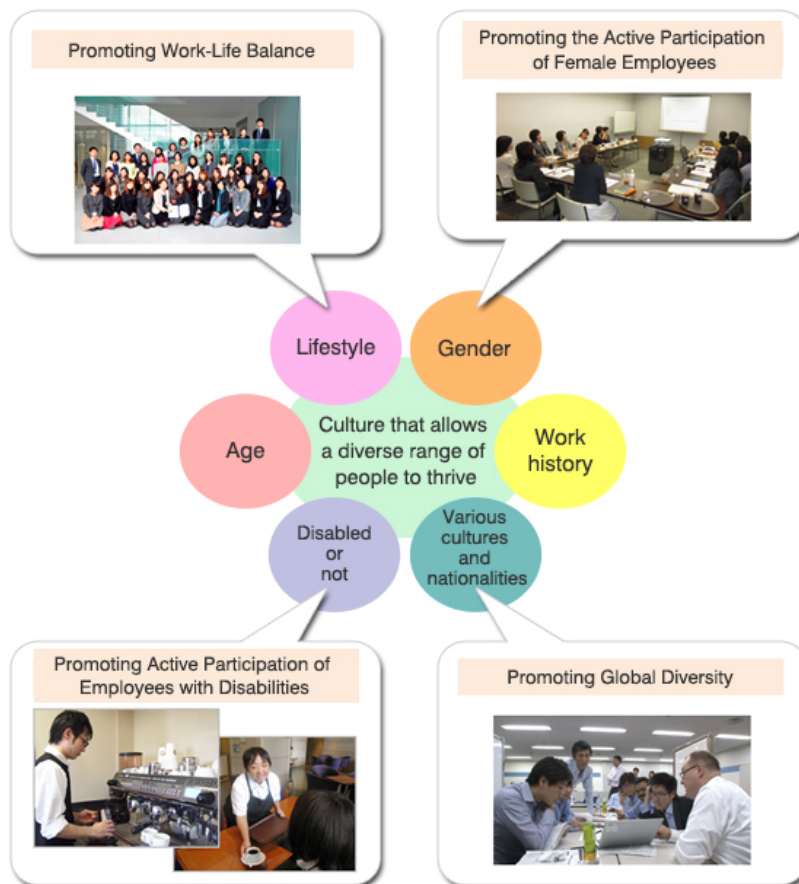 Promoting Work-Life Balance
Promoting the Active Participation
of Female Employees
Lifestyle
Gender
Age
Culture that allows
a diverse range of
people to thrive
Work
history
Disabled
or
not
Various
cultures
and
nationalities
Promoting Active Participation of
Employees with Disabilities
Promoting Global Diversity